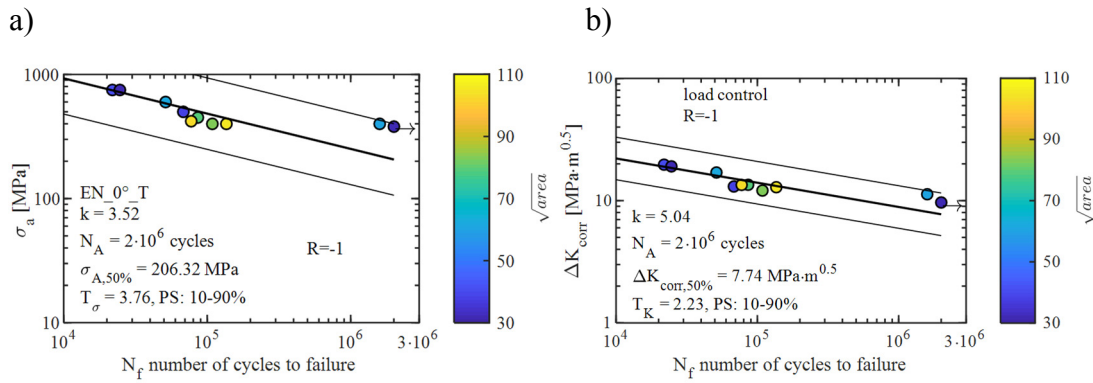 a)
1000
100
10
σa [MPa]
EN_0°_T
k = 3.52
NA = 2·10⁶ cycles
σA,50% = 206.32 MPa
Tσ = 3.76, PS: 10-90%
R=-1
10⁴
10⁵
10⁶
3·10⁶
Nf number of cycles to failure
110
90
70
50
30
√area
b)
100
10
1
ΔKcorr [MPa·m⁰·⁵]
load control
R=-1
k = 5.04
NA = 2·10⁶ cycles
ΔKcorr,50% = 7.74 MPa·m⁰·⁵
TK = 2.23, PS: 10-90%
10⁴
10⁵
10⁶
3·10⁶
Nf number of cycles to failure
110
90
70
50
30
√area